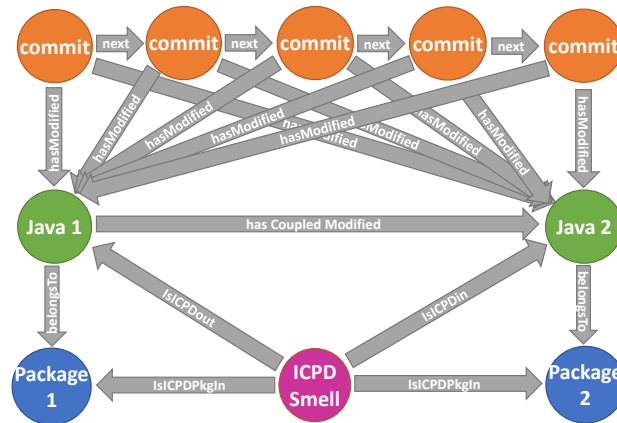 commit next commit next commit next commit next commit
hasModified hasModified hasModified hasModified hasModified
hasModified hasModified hasModified hasModified hasModified
Java 1 has Coupled Modified Java 2
belongsTo IsICPDout IsICPDin belongsTo
Package
1
IsICPDPkgIn
ICPD
Smell
IsICPDPkgIn
Package
2